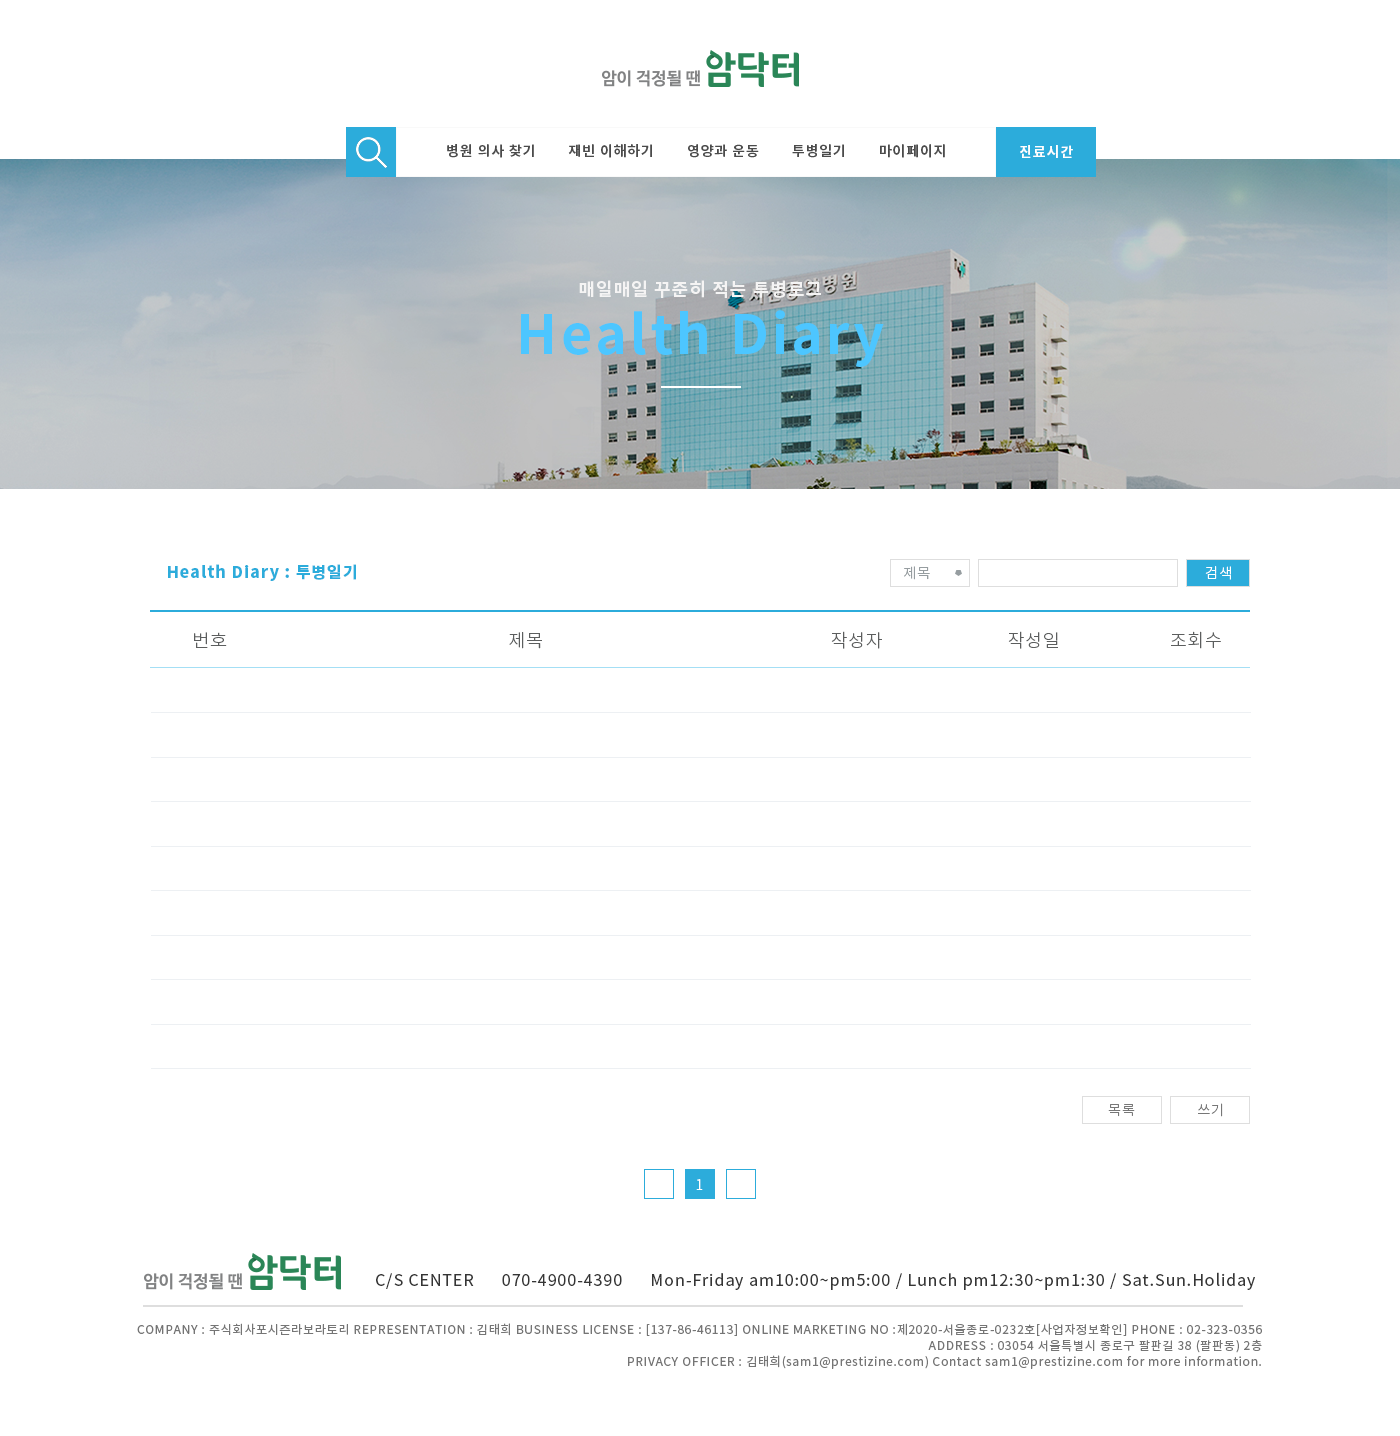 암이 걱정될 땐 암닥터
병원 의사 찾기 재빈 이해하기 영양과 운동 투병일기 마이페이지 진료시간
매일매일 꾸준히 적는 투병로그
Health Diary
Health Diary : 투병일기 제목 검색
번호 제목 작성자 작성일 조회수
목록 쓰기
1
암이 걱정될 땐 암닥터 C/S CENTER 070-4900-4390 Mon-Friday am10:00~pm5:00 / Lunch pm12:30~pm1:30 / Sat.Sun.Holiday
COMPANY : 주식회사포시즌라보라토리 REPRESENTATION : 김태희 BUSINESS LICENSE : [137-86-46113] ONLINE MARKETING NO :제2020-서울종로-0232호[사업자정보확인] PHONE : 02-323-0356
ADDRESS : 03054 서울특별시 종로구 팔판길 38 (팔판동) 2층
PRIVACY OFFICER : 김태희(sam1@prestizine.com) Contact sam1@prestizine.com for more information.